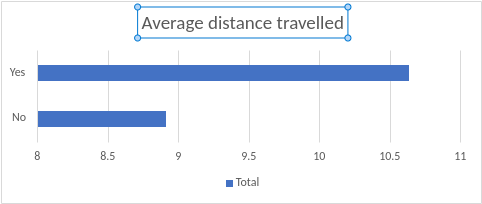 Average distance travelled
Yes
No
8 8.5 9 9.5 10 10.5 11
Total